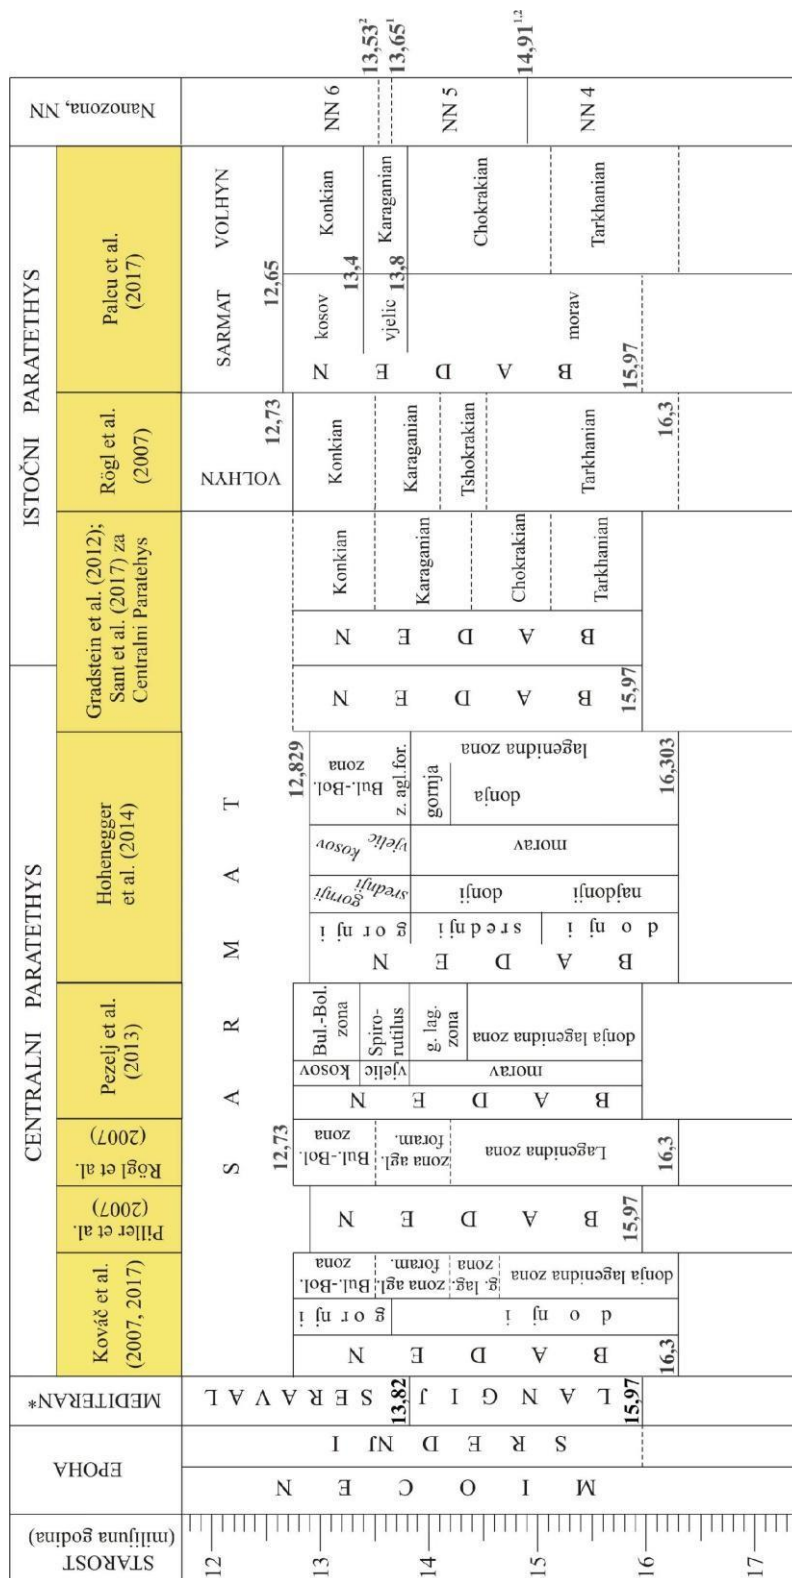 STAROST
(milijuna godina)
EPOHA
MEDITERAN*
CENTRALNI PARATETHYS
ISTOČNI PARATETHYS
Nanozona, NN
Kováč et al.
(2007, 2017)
Piller et al.
(2007)
Rögl et al.
(2007)
Pezelj et al.
(2013)
Hohenegger
et al. (2014)
Gradstein et al. (2012);
Sant et al. (2017) za
Centralni Paratehys
Rögl et al.
(2007)
Palcu et al.
(2017)
12
13
14
15
16
17
MIOCEN
SREDNJI
SERAVAL
13,82
LANGIJ
15,97
SARMAT
BADEN
16,3
gornji
donji
Bul.-Bol.
zona
zona agl.
foram.
g. lag.
zona
donja lagenidna zona
BADEN
15,97
12,73
Bul.-Bol.
zona
zona agl.
foram.
Lagenidna zona
16,3
BADEN
kosov
vjelic
morav
Bul.-Bol.
zona
Spiro-
rutilus
g. lag.
zona
donja lagenidna zona
BADEN
gornji
srednji
donji
gornji
srednji
donji
najdonji
kosov
vjelic
morav
12,829
Bul.-Bol.
zona
z. agl.for.
gornja
donja
lagenidna zona
16,303
BADEN
15,97
BADEN
Konkian
Karaganian
Chokrakian
Tarkhanian
VOLHYN
12,73
Konkian
Karaganian
Tshokrakian
Tarkhanian
16,3
SARMAT
VOLHYN
12,65
BADEN
15,97
kosov
vjelic
morav
13,4
13,8
Konkian
Karaganian
Chokrakian
Tarkhanian
NN 6
NN 5
NN 4
13,53²
13,65¹
14,91¹·²